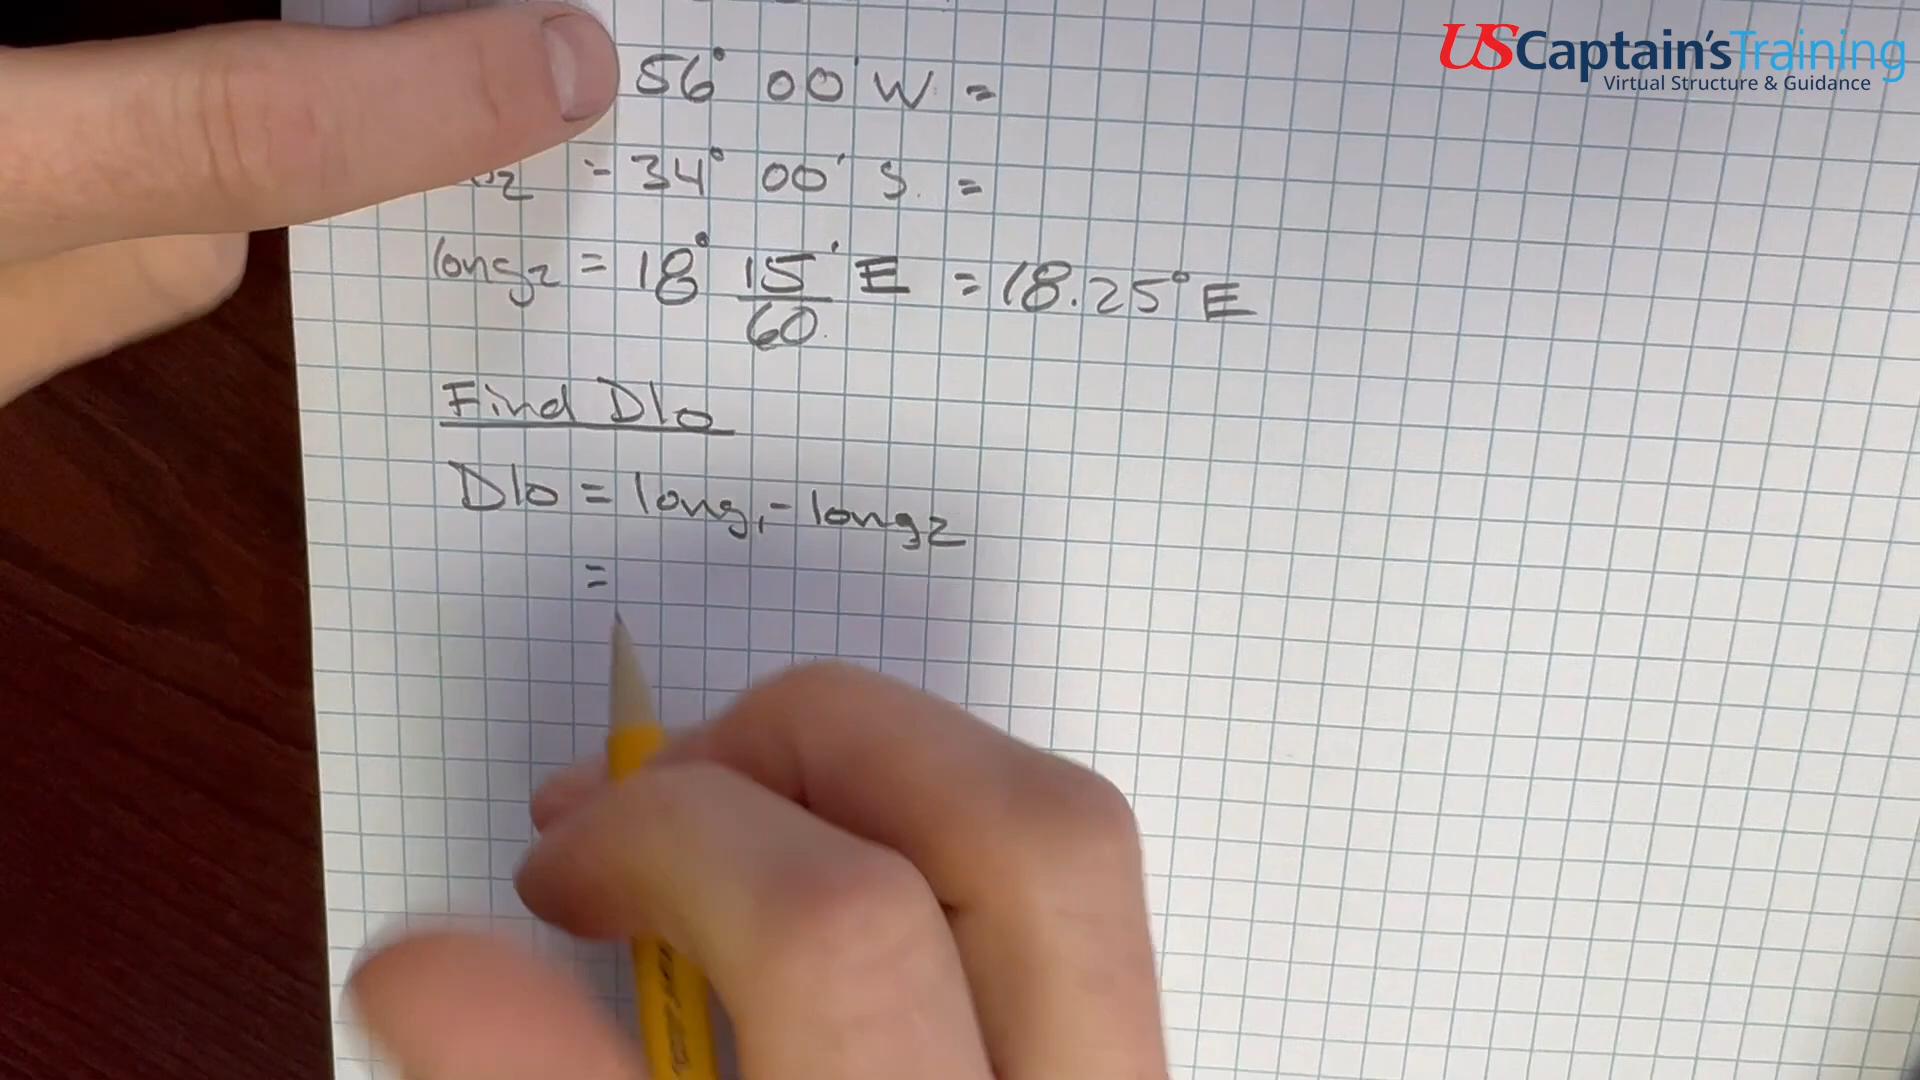 USCaptain'sTraining
Virtual Structure & Guidance
56° 00' W =
2 = 34° 00' S. =
long2 = 18° 15' E = 18.25° E
60
Find Dlo
Dlo = long1 - long2
=